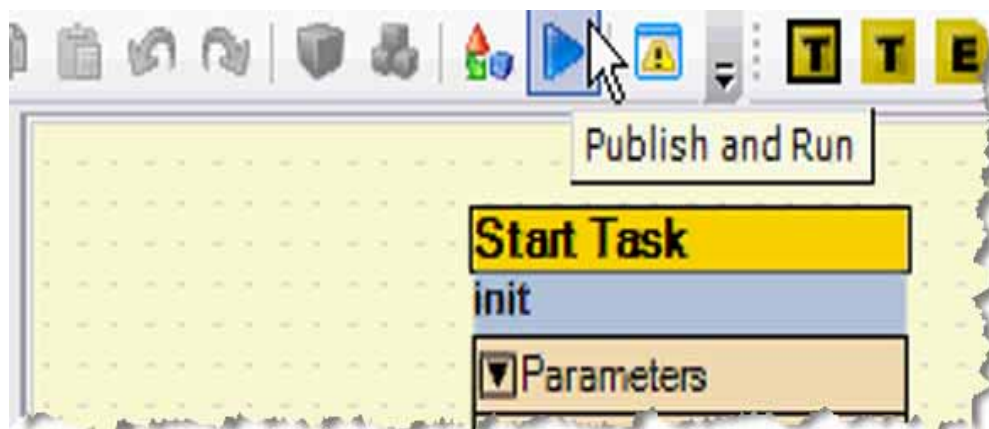 T T E
Publish and Run
Start Task
init
Parameters